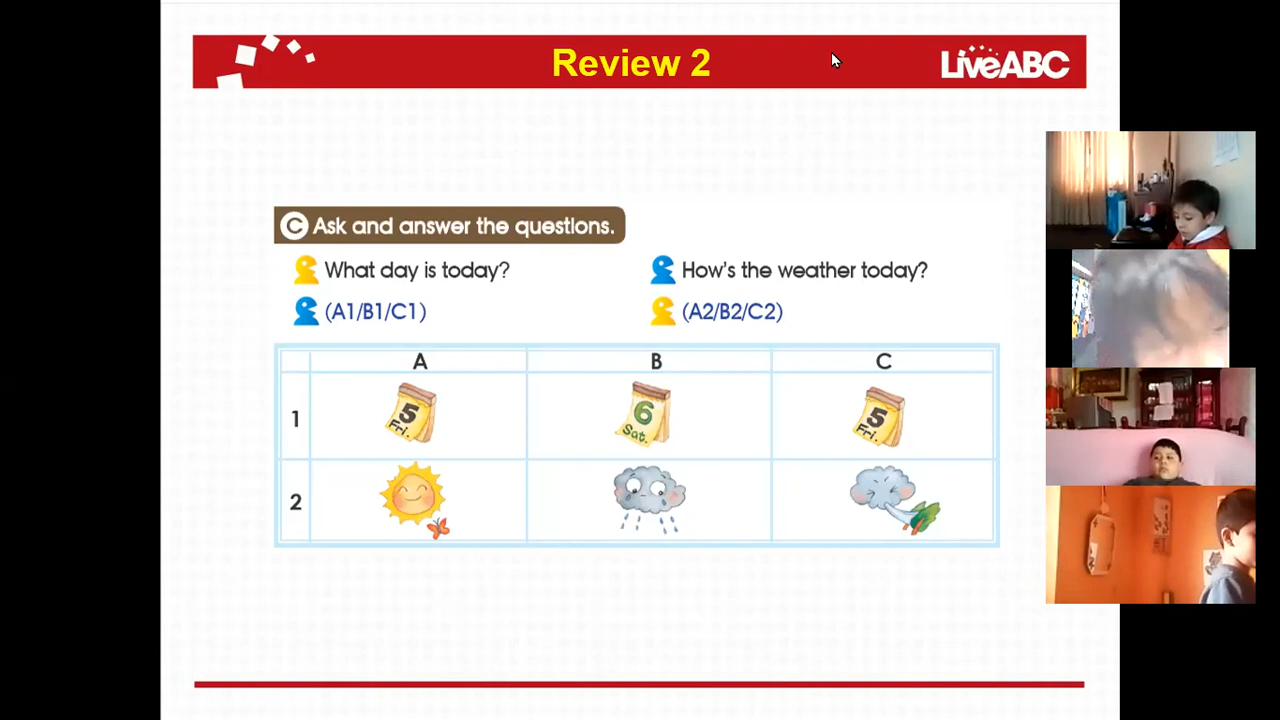 Review 2
LiveABC
C Ask and answer the questions.
What day is today?
How's the weather today?
(A1/B1/C1)
(A2/B2/C2)
A B C
1
5 Fri.
6 Sat.
5 Fri.
2